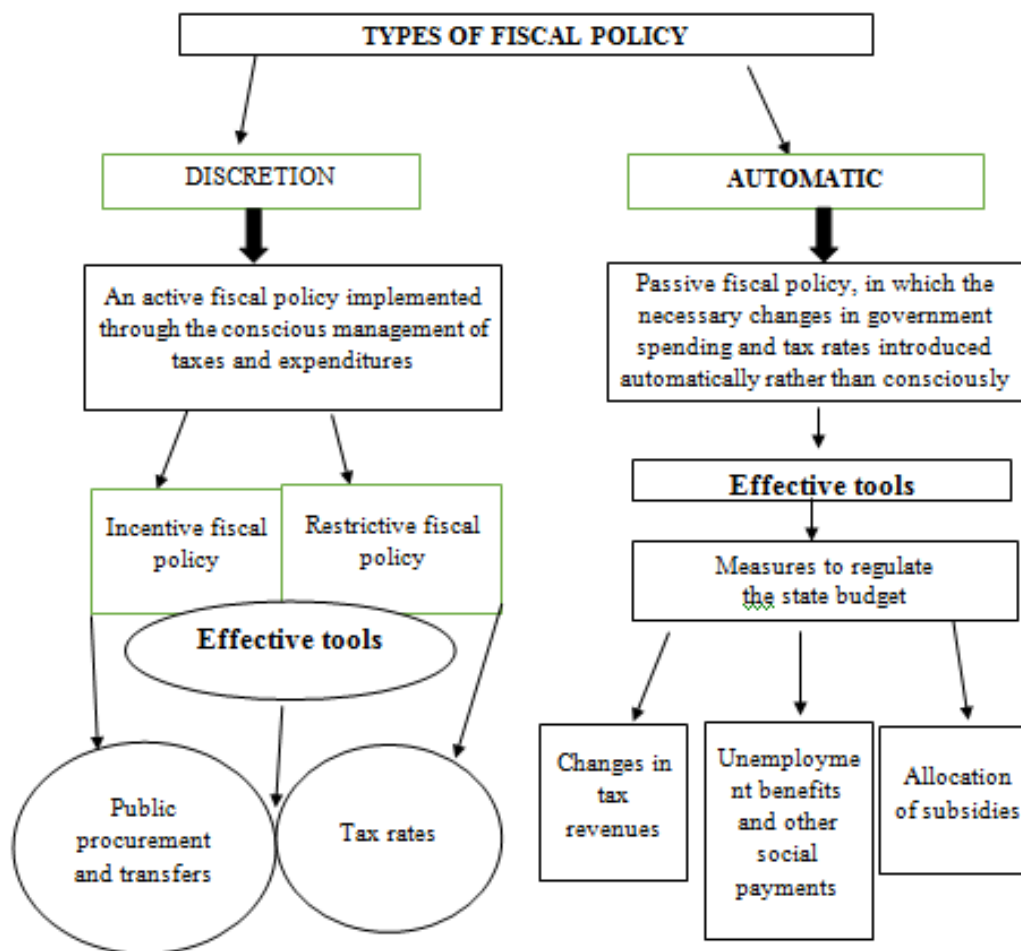 TYPES OF FISCAL POLICY
DISCRETION
An active fiscal policy implemented
through the conscious management of
taxes and expenditures
Incentive fiscal
policy
Restrictive fiscal
policy
Effective tools
Public
procurement
and transfers
Tax rates
AUTOMATIC
Passive fiscal policy, in which the
necessary changes in government
spending and tax rates introduced
automatically rather than consciously
Effective tools
Measures to regulate
the state budget
Changes in
tax
revenues
Unemployme
nt benefits
and other
social
payments
Allocation
of subsidies